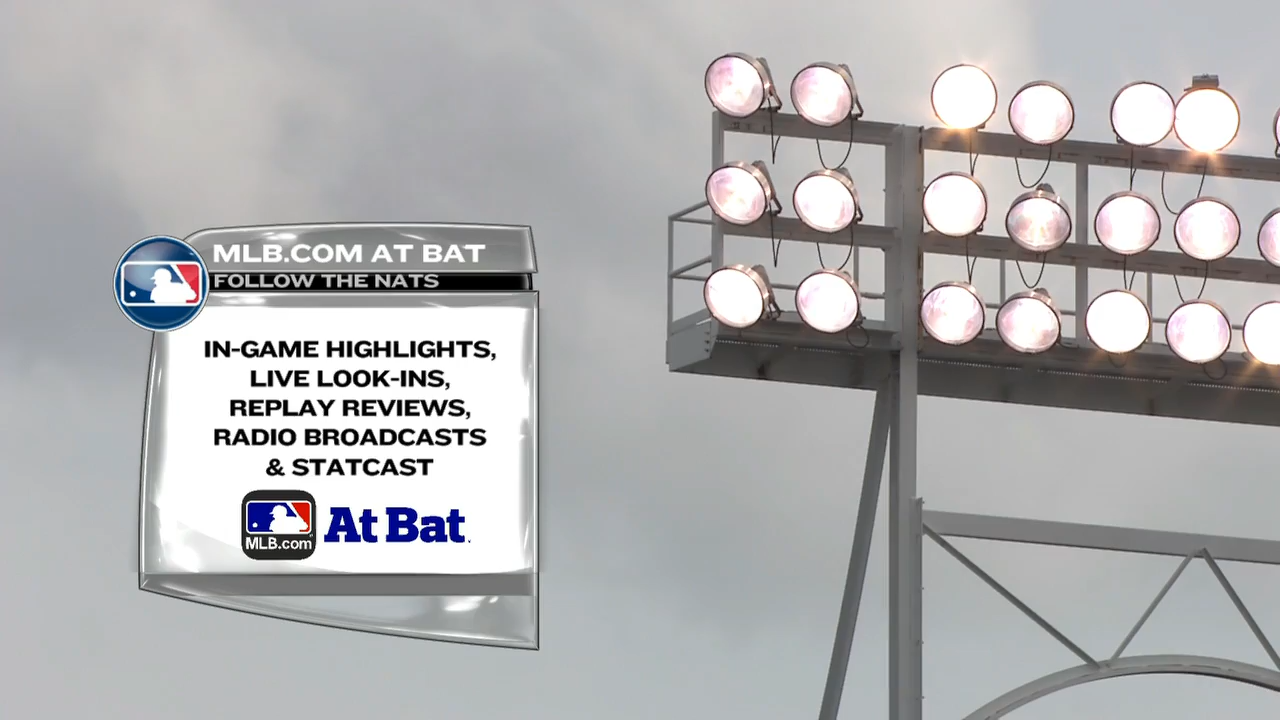 MLB.COM AT BAT
FOLLOW THE NATS
IN-GAME HIGHLIGHTS,
LIVE LOOK-INS,
REPLAY REVIEWS,
RADIO BROADCASTS
& STATCAST
MLB.com
At Bat